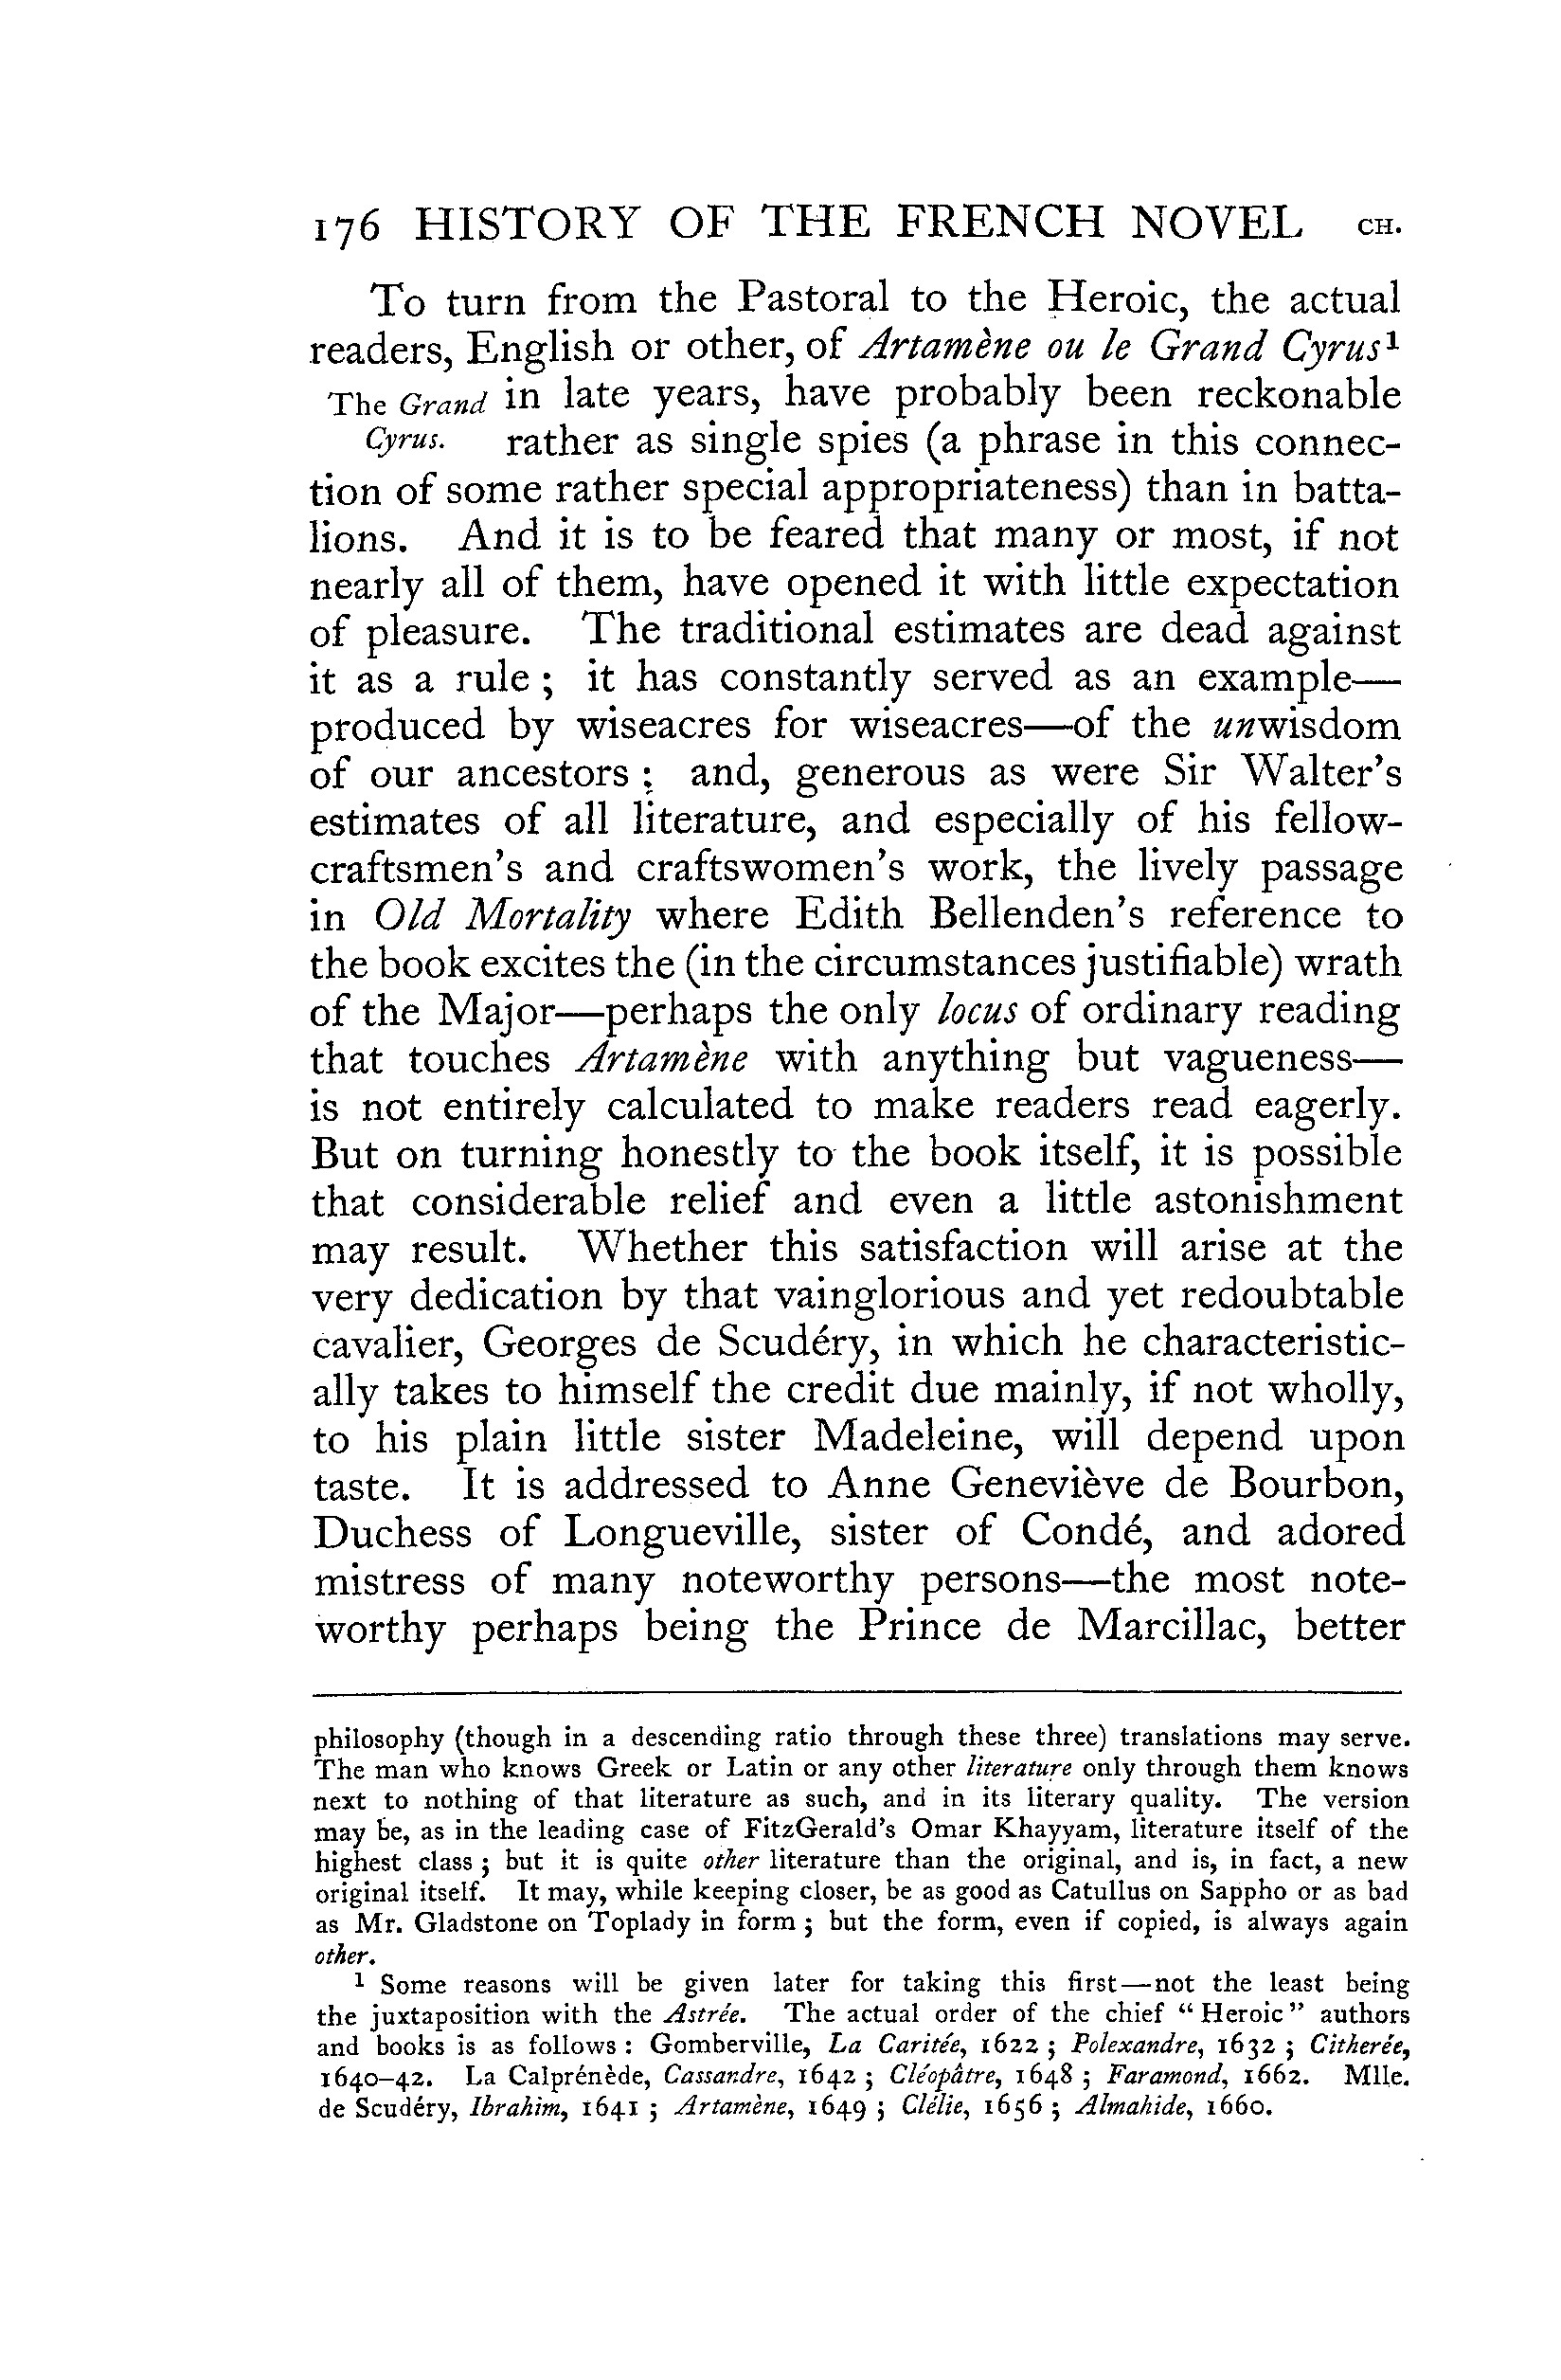 176 HISTORY OF THE FRENCH NOVEL CH.
To turn from the Pastoral to the Heroic, the actual
readers, English or other, of Artamène ou le Grand Cyrus¹
The Grand in late years, have probably been reckonable
Cyrus. rather as single spies (a phrase in this connec-
tion of some rather special appropriateness) than in batta-
lions. And it is to be feared that many or most, if not
nearly all of them, have opened it with little expectation
of pleasure. The traditional estimates are dead against
it as a rule ; it has constantly served as an example—
produced by wiseacres for wiseacres—of the unwisdom
of our ancestors ; and, generous as were Sir Walter's
estimates of all literature, and especially of his fellow-
craftsmen's and craftswomen's work, the lively passage
in Old Mortality where Edith Bellenden's reference to
the book excites the (in the circumstances justifiable) wrath
of the Major—perhaps the only locus of ordinary reading
that touches Artamène with anything but vagueness—
is not entirely calculated to make readers read eagerly.
But on turning honestly to the book itself, it is possible
that considerable relief and even a little astonishment
may result. Whether this satisfaction will arise at the
very dedication by that vainglorious and yet redoubtable
cavalier, Georges de Scudéry, in which he characteristic-
ally takes to himself the credit due mainly, if not wholly,
to his plain little sister Madeleine, will depend upon
taste. It is addressed to Anne Geneviève de Bourbon,
Duchess of Longueville, sister of Condé, and adored
mistress of many noteworthy persons—the most note-
worthy perhaps being the Prince de Marcillac, better
philosophy (though in a descending ratio through these three) translations may serve.
The man who knows Greek or Latin or any other literature only through them knows
next to nothing of that literature as such, and in its literary quality. The version
may be, as in the leading case of FitzGerald's Omar Khayyam, literature itself of the
highest class ; but it is quite other literature than the original, and is, in fact, a new
original itself. It may, while keeping closer, be as good as Catullus on Sappho or as bad
as Mr. Gladstone on Toplady in form ; but the form, even if copied, is always again
other.
¹ Some reasons will be given later for taking this first—not the least being
the juxtaposition with the Astrée. The actual order of the chief “ Heroic ” authors
and books is as follows : Gomberville, La Caritée, 1622 ; Polexandre, 1632 ; Citherée,
1640–42. La Calprénède, Cassandre, 1642 ; Cléopâtre, 1648 ; Faramond, 1662. Mlle.
de Scudéry, Ibrahim, 1641 ; Artamène, 1649 ; Clélie, 1656 ; Almahide, 1660.